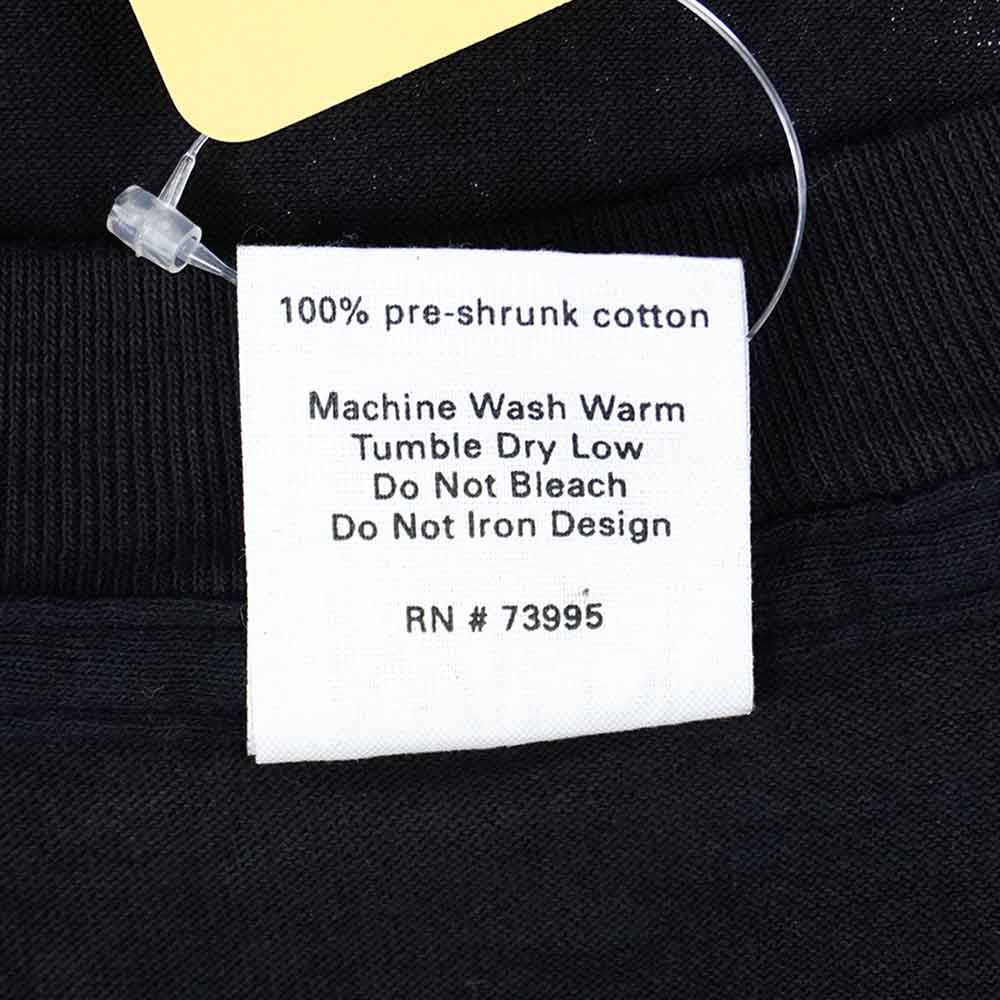 100% pre-shrunk cotton
Machine Wash Warm
Tumble Dry Low
Do Not Bleach
Do Not Iron Design
RN # 73995